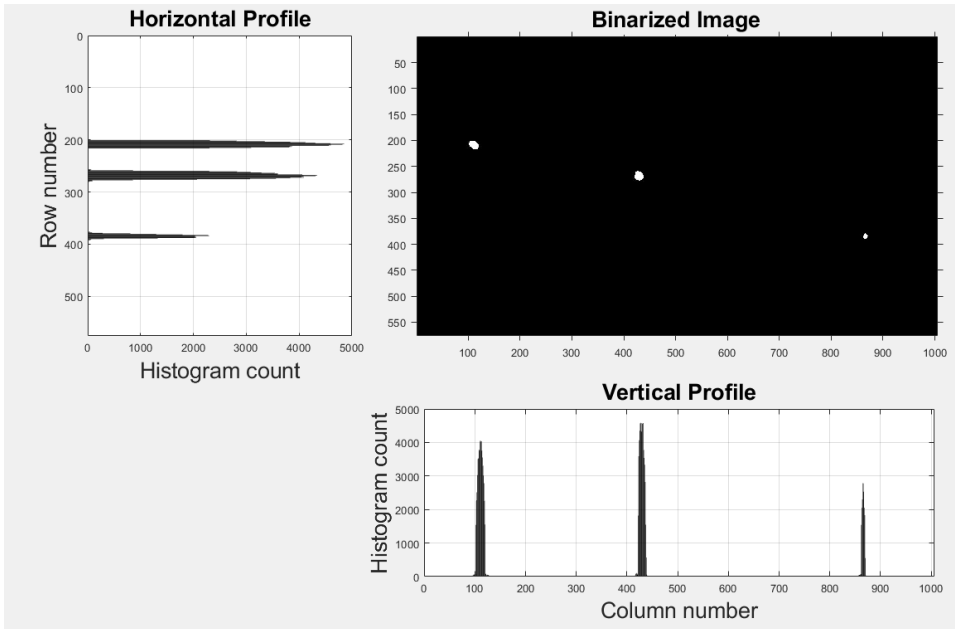 Horizontal Profile
0
100
200
300
400
500
Row number
0 1000 2000 3000 4000 5000
Histogram count
Binarized Image
50
100
150
200
250
300
350
400
450
500
550
100 200 300 400 500 600 700 800 900 1000
Vertical Profile
5000
4000
3000
2000
1000
0
Histogram count
0 100 200 300 400 500 600 700 800 900 1000
Column number